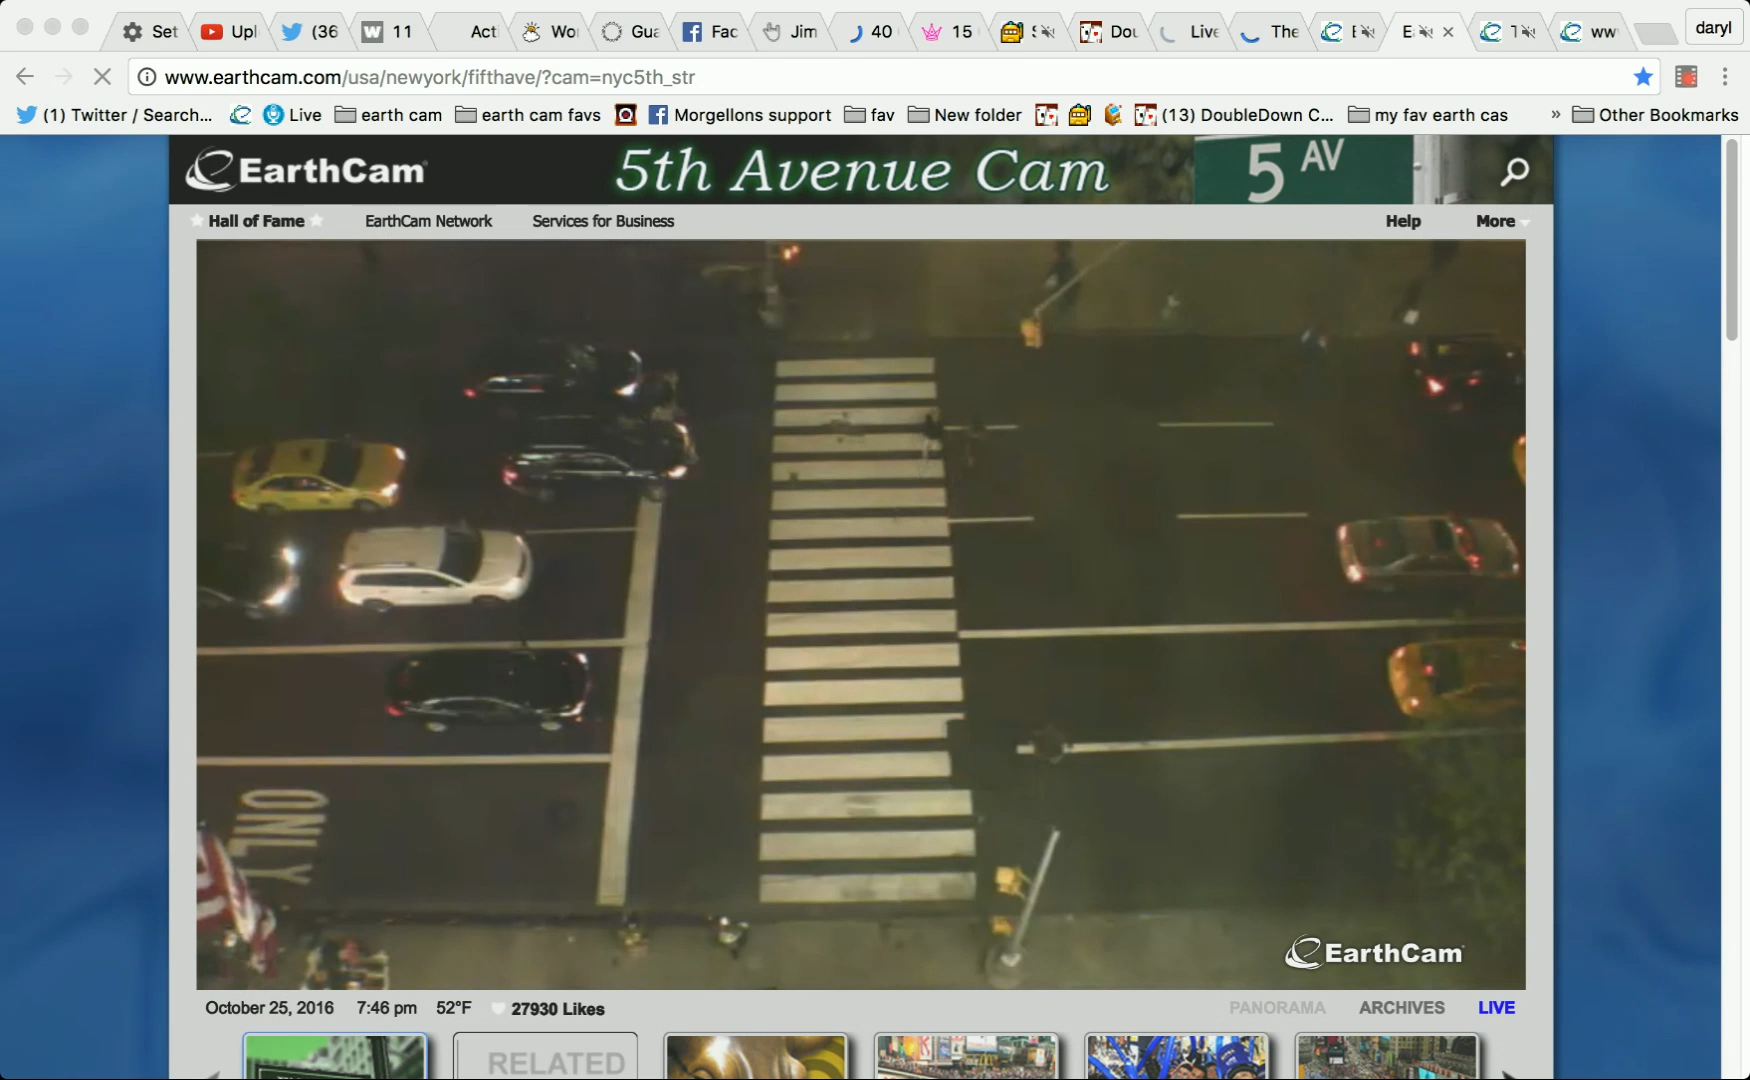 Set
Upl
(36
11
Acti
Wor
Gua
Fac
Jim
40
15
S
Dou
Live
The
E
E
T
ww
daryl
www.earthcam.com/usa/newyork/fifthave/?cam=nyc5th_str
(1) Twitter / Search...
Live
earth cam
earth cam favs
Morgellons support
fav
New folder
(13) DoubleDown C...
my fav earth cas
»
Other Bookmarks
EarthCam
5th Avenue Cam
5 AV
Hall of Fame
EarthCam Network
Services for Business
Help
More
ONLY
EarthCam
October 25, 2016 7:46 pm 52°F 27930 Likes
PANORAMA ARCHIVES LIVE
RELATED